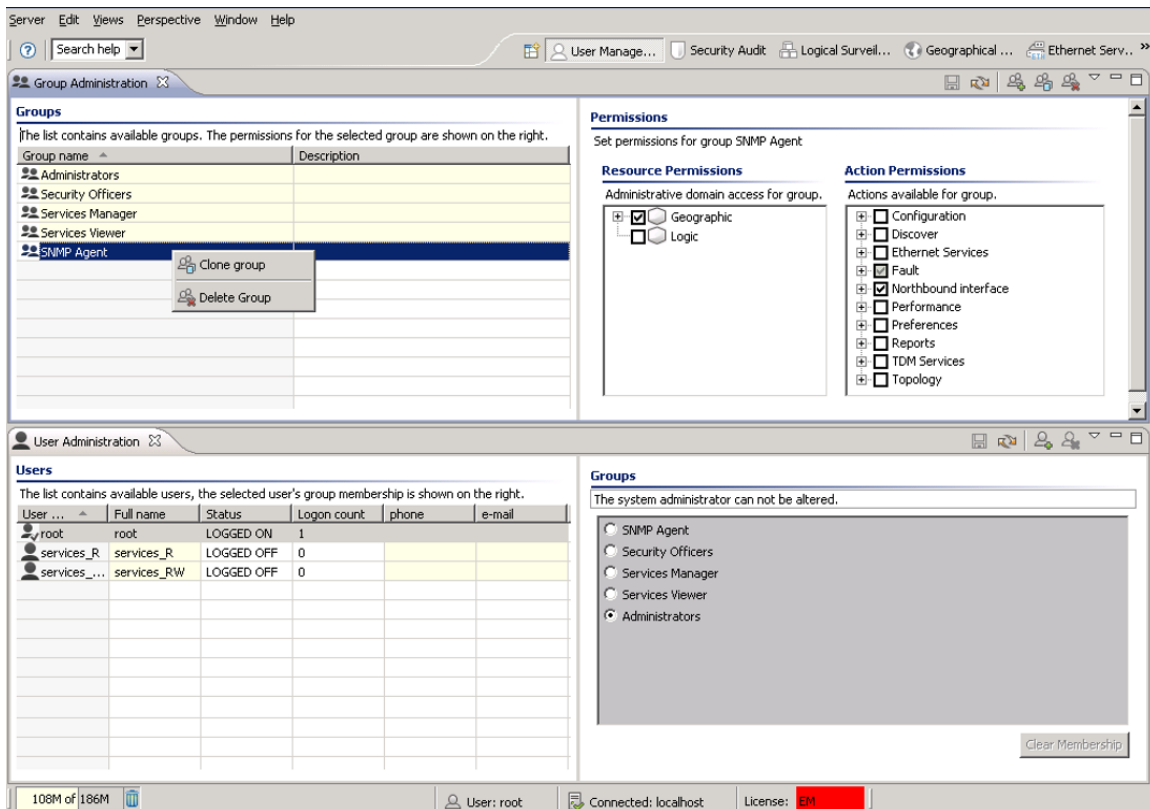 Server Edit Views Perspective Window Help
Search help
User Manage... Security Audit Logical Surveil... Geographical ... Ethernet Serv.. »
Group Administration
Groups
The list contains available groups. The permissions for the selected group are shown on the right.
Group name Description
Administrators
Security Officers
Services Manager
Services Viewer
SNMP Agent
Clone group
Delete Group
Permissions
Set permissions for group SNMP Agent
Resource Permissions
Administrative domain access for group.
Geographic
Logic
Action Permissions
Actions available for group.
Configuration
Discover
Ethernet Services
Fault
Northbound interface
Performance
Preferences
Reports
TDM Services
Topology
User Administration
Users
The list contains available users, the selected user's group membership is shown on the right.
User ... Full name Status Logon count phone e-mail
root root LOGGED ON 1
services_R services_R LOGGED OFF 0
services_... services_RW LOGGED OFF 0
Groups
The system administrator can not be altered.
SNMP Agent
Security Officers
Services Manager
Services Viewer
Administrators
Clear Membership
108M of 186M User: root Connected: localhost License: EM